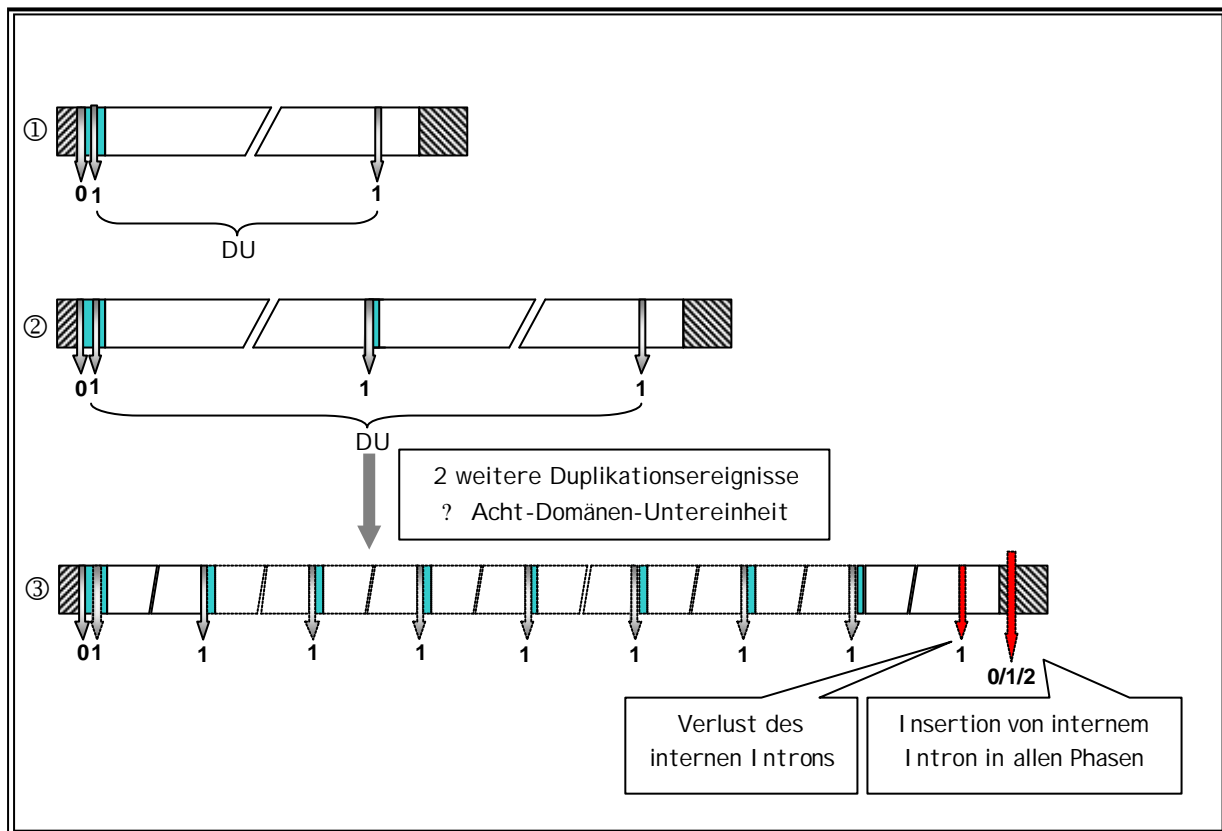 ①
0 1 1
DU
②
0 1 1 1
DU
2 weitere Duplikationsereignisse
? Acht-Domänen-Untereinheit
③
0 1 1 1 1 1 1 1 1 1
0/1/2
Verlust des
internen Introns
Insertion von internem
Intron in allen Phasen